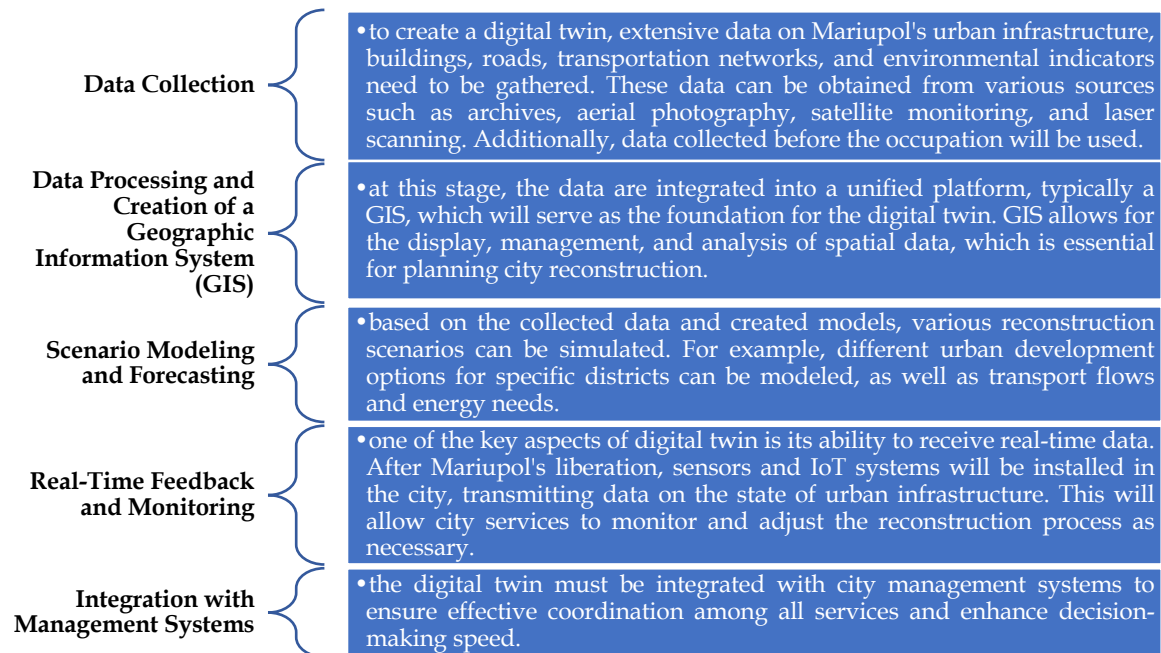 Data Collection
•to create a digital twin, extensive data on Mariupol's urban infrastructure,
buildings, roads, transportation networks, and environmental indicators
need to be gathered. These data can be obtained from various sources
such as archives, aerial photography, satellite monitoring, and laser
scanning. Additionally, data collected before the occupation will be used.
Data Processing and
Creation of a
Geographic
Information System
(GIS)
•at this stage, the data are integrated into a unified platform, typically a
GIS, which will serve as the foundation for the digital twin. GIS allows for
the display, management, and analysis of spatial data, which is essential
for planning city reconstruction.
Scenario Modeling
and Forecasting
•based on the collected data and created models, various reconstruction
scenarios can be simulated. For example, different urban development
options for specific districts can be modeled, as well as transport flows
and energy needs.
Real-Time Feedback
and Monitoring
•one of the key aspects of digital twin is its ability to receive real-time data.
After Mariupol's liberation, sensors and IoT systems will be installed in
the city, transmitting data on the state of urban infrastructure. This will
allow city services to monitor and adjust the reconstruction process as
necessary.
Integration with
Management Systems
•the digital twin must be integrated with city management systems to
ensure effective coordination among all services and enhance decision-
making speed.